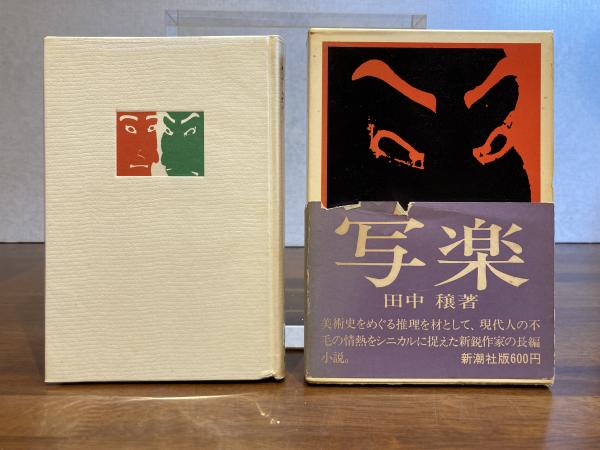 写楽
田中 穣著
美術史をめぐる推理を材として、現代人の不
毛の情熱をシニカルに捉えた新鋭作家の長編
小説。
新潮社版600円